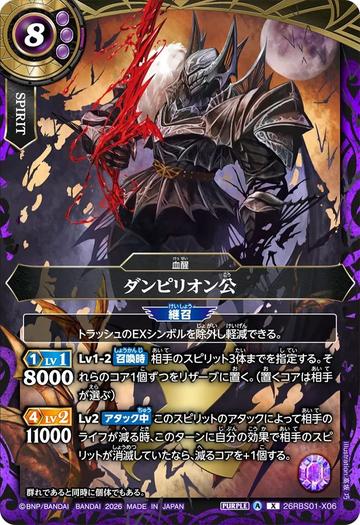 8
SPIRIT
血醒
ダンピリオン公
継召
トラッシュのEXシンボルを除外し軽減できる。
1 LV1 8000
Lv1-2 召喚時 相手のスピリット3体までを指定する。そ
れらのコア1個ずつをリザーブに置く。(置くコアは相手
が選ぶ)
4 LV2 11000
Lv2 アタック中 このスピリットのアタックによって相手の
ライフが減る時、このターンに自分の効果で相手のス
ピリットが消滅していたなら、減るコアを+1個する。
群れであると同時に個体でもある。
Illustration:高坂 巧
©BNP/BANDAI BANDAI 2026 MADE IN JAPAN PURPLE A X 26RBS01-X06